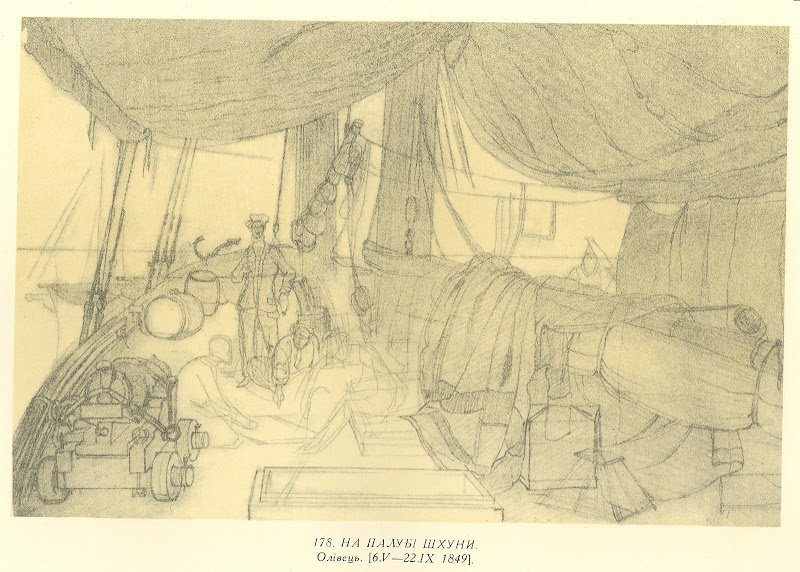 178. НА ПАЛУБІ ШХУНИ.
Олівець. [6.V—22.IX 1849].